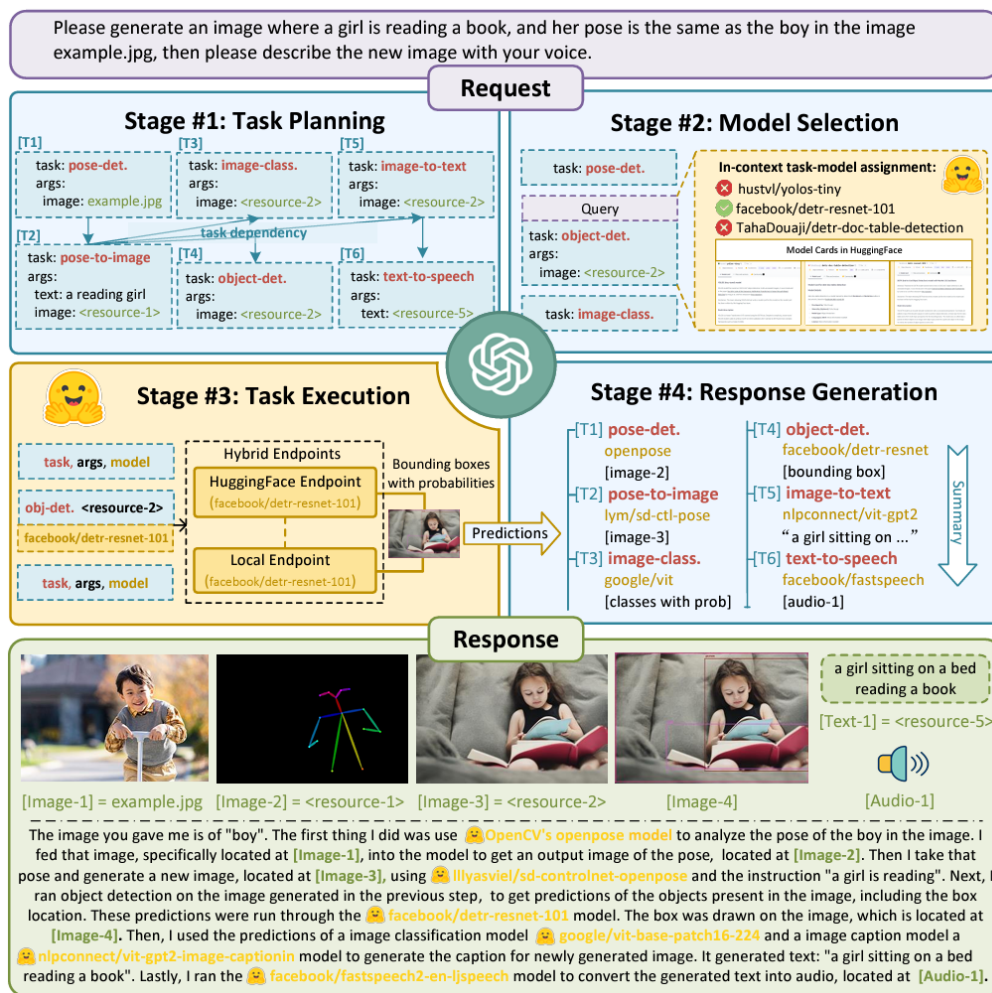 Please generate an image where a girl is reading a book, and her pose is the same as the boy in the image
example.jpg, then please describe the new image with your voice.
Request
Stage #1: Task Planning
[T1]
task: pose-det.
args:
image: example.jpg
[T3]
task: image-class.
args:
image: <resource-2>
[T5]
task: image-to-text
args:
image: <resource-2>
task dependency
[T2]
task: pose-to-image
args:
text: a reading girl
image: <resource-1>
[T4]
task: object-det.
args:
image: <resource-2>
[T6]
task: text-to-speech
args:
text: <resource-5>
Stage #2: Model Selection
task: pose-det.
Query
task: object-det.
args:
image: <resource-2>
task: image-class.
In-context task-model assignment:
hustvl/yolos-tiny
facebook/detr-resnet-101
TahaDouaji/detr-doc-table-detection
Model Cards in HuggingFace
Stage #3: Task Execution
task, args, model
obj-det. <resource-2>
facebook/detr-resnet-101
task, args, model
Hybrid Endpoints
HuggingFace Endpoint
(facebook/detr-resnet-101)
Local Endpoint
(facebook/detr-resnet-101)
Bounding boxes
with probabilities
Predictions
Stage #4: Response Generation
[T1] pose-det.
openpose
[image-2]
[T2] pose-to-image
lym/sd-ctl-pose
[image-3]
[T3] image-class.
google/vit
[classes with prob]
[T4] object-det.
facebook/detr-resnet
[bounding box]
[T5] image-to-text
nlpconnect/vit-gpt2
“a girl sitting on ...”
[T6] text-to-speech
facebook/fastspeech
[audio-1]
Summary
Response
a girl sitting on a bed
reading a book
[Text-1] = <resource-5>
[Image-1] = example.jpg
[Image-2] = <resource-1>
[Image-3] = <resource-2>
[Image-4]
[Audio-1]
The image you gave me is of "boy". The first thing I did was use OpenCV's openpose model to analyze the pose of the boy in the image. I
fed that image, specifically located at [Image-1], into the model to get an output image of the pose, located at [Image-2]. Then I take that
pose and generate a new image, located at [Image-3], using lllyasviel/sd-controlnet-openpose and the instruction "a girl is reading". Next, I
ran object detection on the image generated in the previous step, to get predictions of the objects present in the image, including the box
location. These predictions were run through the facebook/detr-resnet-101 model. The box was drawn on the image, which is located at
[Image-4]. Then, I used the predictions of a image classification model google/vit-base-patch16-224 and a image caption model a
nlpconnect/vit-gpt2-image-captionin model to generate the caption for newly generated image. It generated text: "a girl sitting on a bed
reading a book". Lastly, I ran the facebook/fastspeech2-en-ljspeech model to convert the generated text into audio, located at [Audio-1].